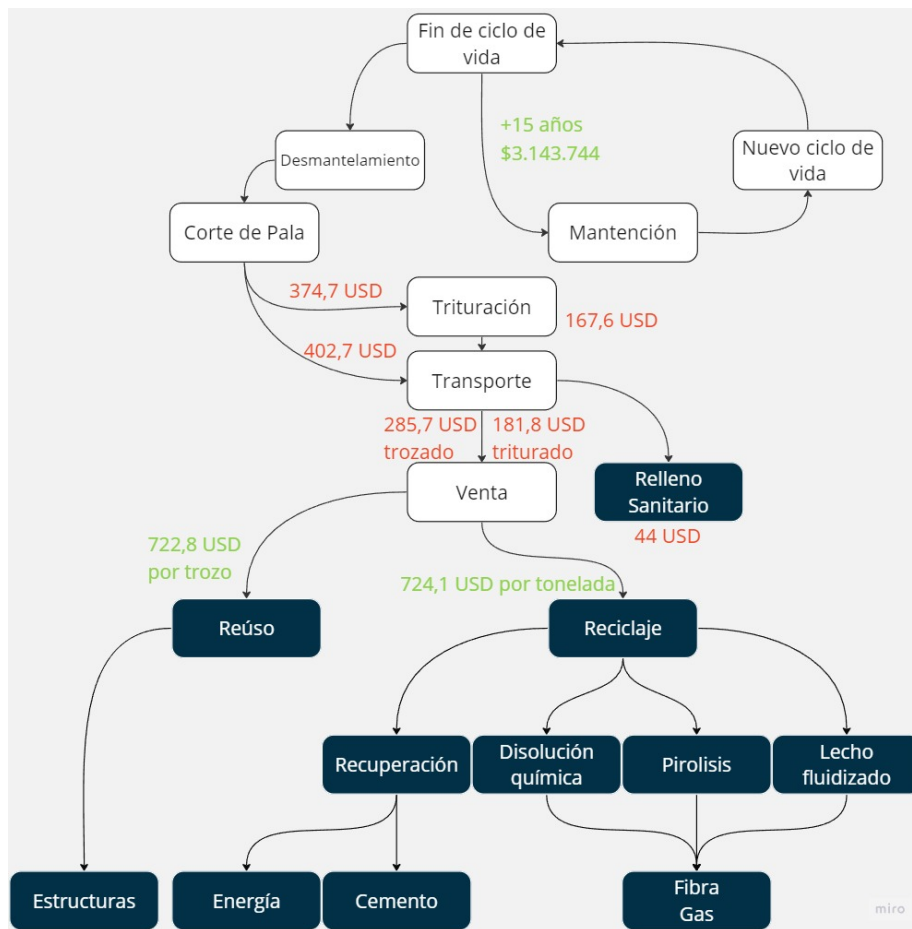 Fin de ciclo de
vida
+15 años
$3.143.744
Desmantelamiento
Nuevo ciclo de
vida
Corte de Pala
Mantención
374,7 USD
Trituración
167,6 USD
402,7 USD
Transporte
285,7 USD
trozado
181,8 USD
triturado
Relleno
Sanitario
Venta
44 USD
722,8 USD
por trozo
724,1 USD por tonelada
Reúso
Reciclaje
Recuperación
Disolución
química
Pirolisis
Lecho
fluidizado
Estructuras
Energía
Cemento
Fibra
Gas
miro